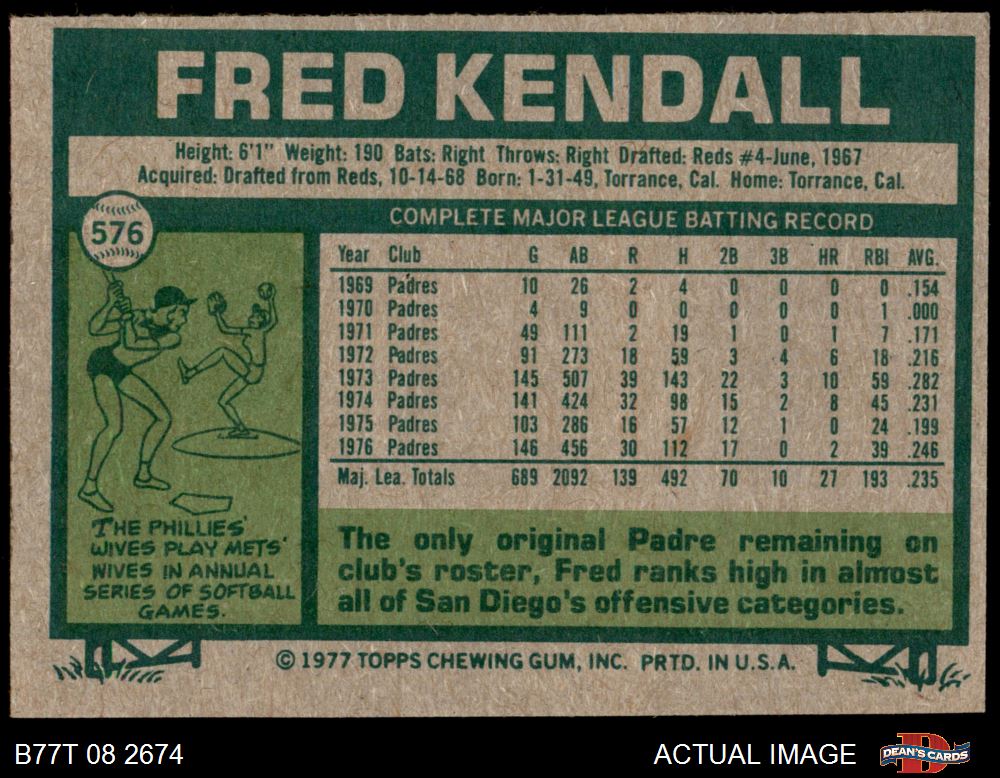 FRED KENDALL
Height: 6'1" Weight: 190 Bats: Right Throws: Right Drafted: Reds #4-June, 1967
Acquired: Drafted from Reds, 10-14-68 Born: 1-31-49, Torrance, Cal. Home: Torrance, Cal.
576
COMPLETE MAJOR LEAGUE BATTING RECORD
Year Club G AB R H 2B 3B HR RBI AVG.
1969 Padres 10 26 2 4 0 0 0 0 .154
1970 Padres 4 9 0 0 0 0 0 1 .000
1971 Padres 49 111 2 19 1 0 1 7 .171
1972 Padres 91 273 18 59 3 4 6 18 .216
1973 Padres 145 507 39 143 22 3 10 59 .282
1974 Padres 141 424 32 98 15 2 8 45 .231
1975 Padres 103 286 16 57 12 1 0 24 .199
1976 Padres 146 456 30 112 17 0 2 39 .246
Maj. Lea. Totals 689 2092 139 492 70 10 27 193 .235
THE PHILLIES'
WIVES PLAY METS'
WIVES IN ANNUAL
SERIES OF SOFTBALL
GAMES.
The only original Padre remaining on
club's roster, Fred ranks high in almost
all of San Diego's offensive categories.
© 1977 TOPPS CHEWING GUM, INC. PRTD. IN U.S.A.
B77T 08 2674
ACTUAL IMAGE
D
DEAN'S CARDS